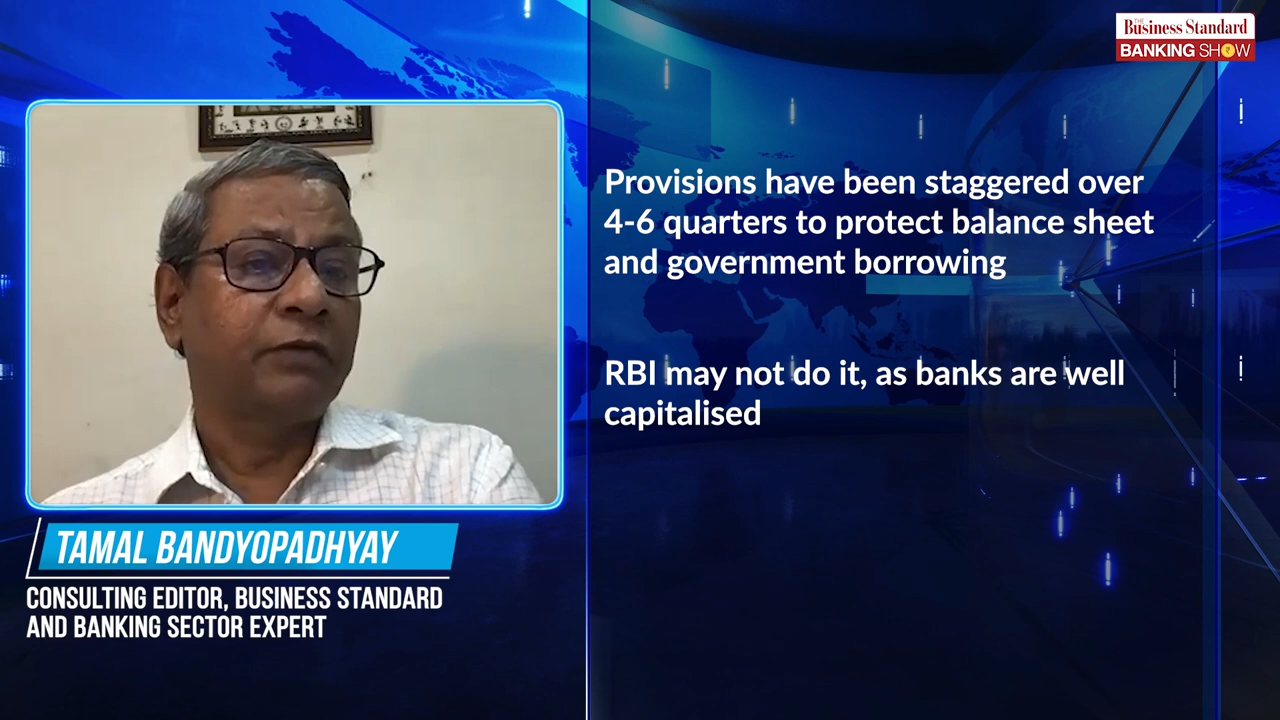 THE
Business Standard
BANKING SHOW
Provisions have been staggered over
4-6 quarters to protect balance sheet
and government borrowing
RBI may not do it, as banks are well
capitalised
TAMAL BANDYOPADHYAY
CONSULTING EDITOR, BUSINESS STANDARD
AND BANKING SECTOR EXPERT